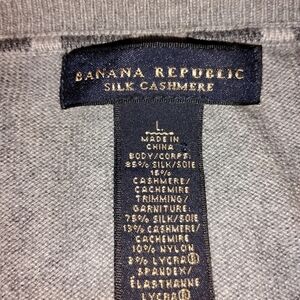 BANANA REPUBLIC
SILK CASHMERE
L
MADE IN
CHINA
BODY/CORPS:
85% SILK/SOIE
15%
CASHMERE/
CACHEMIRE
TRIMMING/
GARNITURE:
75% SILK/SOIE
13% CASHMERE/
CACHEMIRE
10% NYLON
2% LYCRA®
SPANDEX/
ÉLASTHANNE
LYCRA®